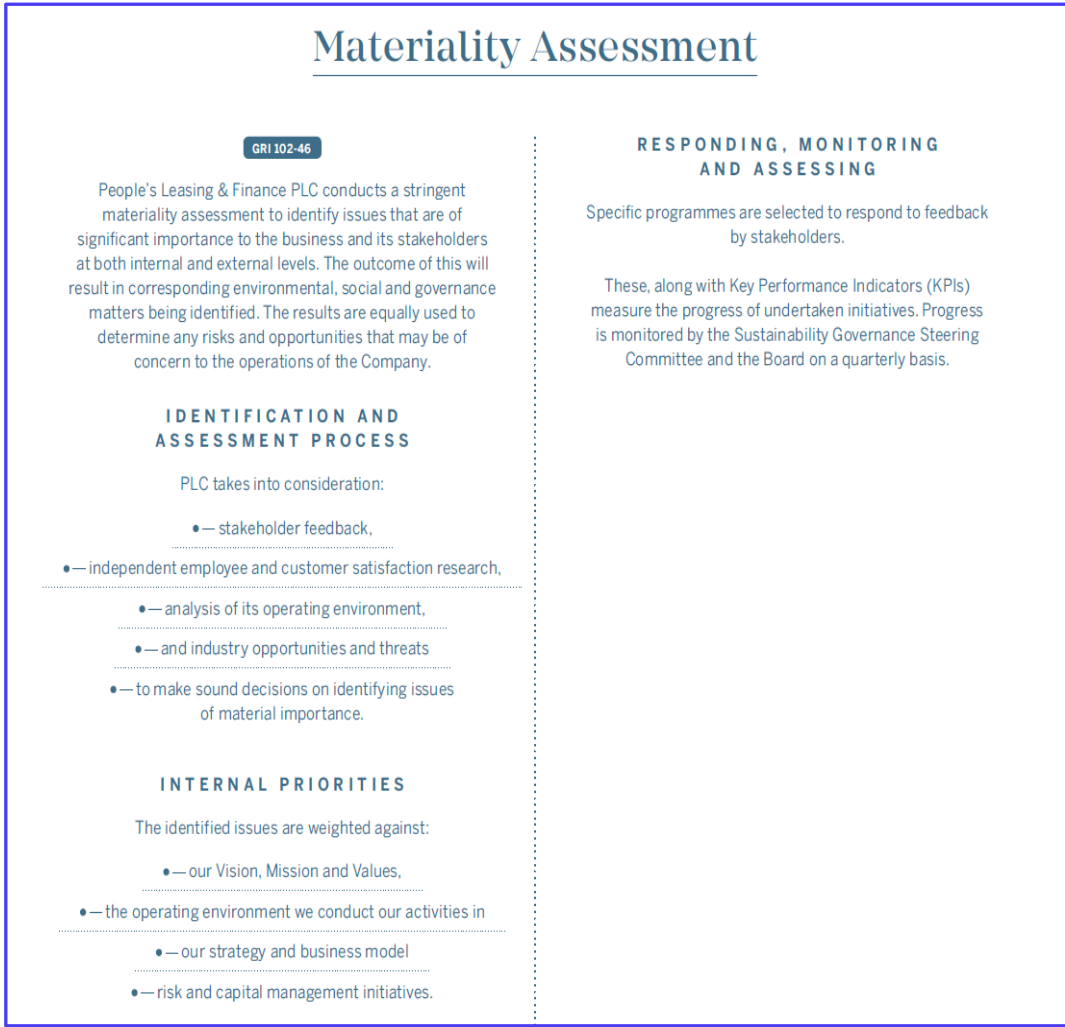 Materiality Assessment
GRI 102-46
People's Leasing & Finance PLC conducts a stringent
materiality assessment to identify issues that are of
significant importance to the business and its stakeholders
at both internal and external levels. The outcome of this will
result in corresponding environmental, social and governance
matters being identified. The results are equally used to
determine any risks and opportunities that may be of
concern to the operations of the Company.
IDENTIFICATION AND
ASSESSMENT PROCESS
PLC takes into consideration:
•— stakeholder feedback,
•— independent employee and customer satisfaction research,
•— analysis of its operating environment,
•— and industry opportunities and threats
•— to make sound decisions on identifying issues
of material importance.
INTERNAL PRIORITIES
The identified issues are weighted against:
•— our Vision, Mission and Values,
•— the operating environment we conduct our activities in
•— our strategy and business model
•— risk and capital management initiatives.
RESPONDING, MONITORING
AND ASSESSING
Specific programmes are selected to respond to feedback
by stakeholders.
These, along with Key Performance Indicators (KPIs)
measure the progress of undertaken initiatives. Progress
is monitored by the Sustainability Governance Steering
Committee and the Board on a quarterly basis.